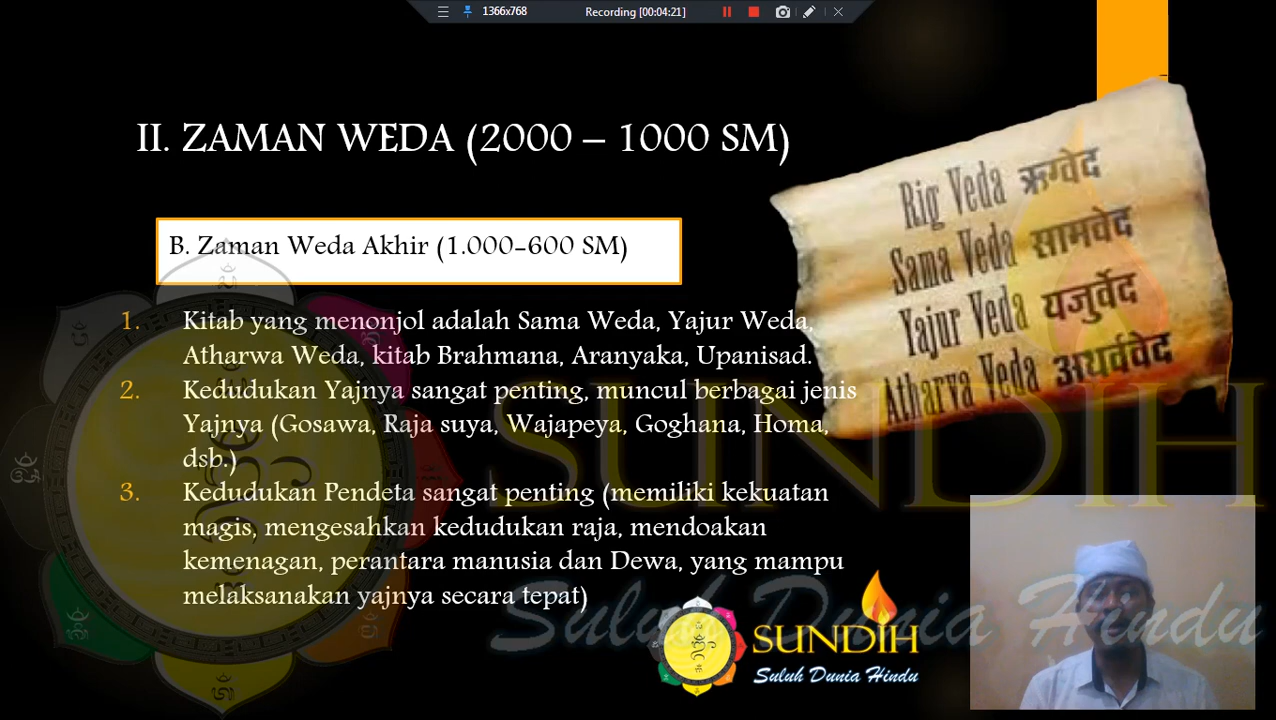 1366x768
Recording [00:04:21]
II. ZAMAN WEDA (2000 – 1000 SM)
B. Zaman Weda Akhir (1.000-600 SM)
1. Kitab yang menonjol adalah Sama Weda, Yajur Weda,
Atharwa Weda, kitab Brahmana, Aranyaka, Upanisad.
2. Kedudukan Yajnya sangat penting, muncul berbagai jenis
Yajnya (Gosawa, Raja suya, Wajapeya, Goghana, Homa,
dsb.)
3. Kedudukan Pendeta sangat penting (memiliki kekuatan
magis, mengesahkan kedudukan raja, mendoakan
kemenagan, perantara manusia dan Dewa, yang mampu
melaksanakan yajnya secara tepat)
Rig Veda ऋग्वेद
Sama Veda सामवेद
Yajur Veda यजुर्वेद
Atharva Veda अथर्ववेद
SUNDIH
Suluh Dunia Hindu
SUNDIH
Suluh Dunia Hindu